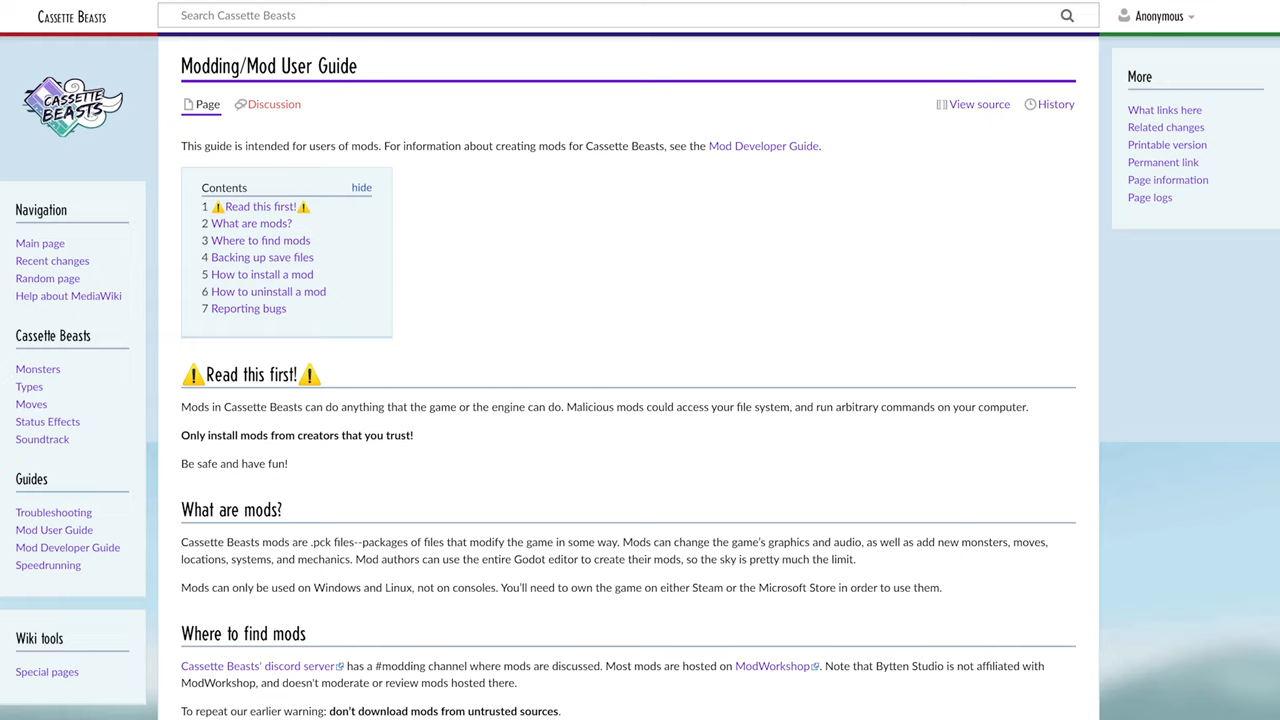 Cassette Beasts
Search Cassette Beasts
Anonymous
CASSETTE
BEASTS
Navigation
Main page
Recent changes
Random page
Help about MediaWiki
Cassette Beasts
Monsters
Types
Moves
Status Effects
Soundtrack
Guides
Troubleshooting
Mod User Guide
Mod Developer Guide
Speedrunning
Wiki tools
Special pages
Modding/Mod User Guide
Page Discussion View source History
This guide is intended for users of mods. For information about creating mods for Cassette Beasts, see the Mod Developer Guide.
Contents hide
1 ⚠️Read this first!⚠️
2 What are mods?
3 Where to find mods
4 Backing up save files
5 How to install a mod
6 How to uninstall a mod
7 Reporting bugs
⚠️Read this first!⚠️
Mods in Cassette Beasts can do anything that the game or the engine can do. Malicious mods could access your file system, and run arbitrary commands on your computer.
Only install mods from creators that you trust!
Be safe and have fun!
What are mods?
Cassette Beasts mods are .pck files--packages of files that modify the game in some way. Mods can change the game's graphics and audio, as well as add new monsters, moves,
locations, systems, and mechanics. Mod authors can use the entire Godot editor to create their mods, so the sky is pretty much the limit.
Mods can only be used on Windows and Linux, not on consoles. You'll need to own the game on either Steam or the Microsoft Store in order to use them.
Where to find mods
Cassette Beasts' discord server has a #modding channel where mods are discussed. Most mods are hosted on ModWorkshop. Note that Bytten Studio is not affiliated with
ModWorkshop, and doesn't moderate or review mods hosted there.
To repeat our earlier warning: don't download mods from untrusted sources.
More
What links here
Related changes
Printable version
Permanent link
Page information
Page logs